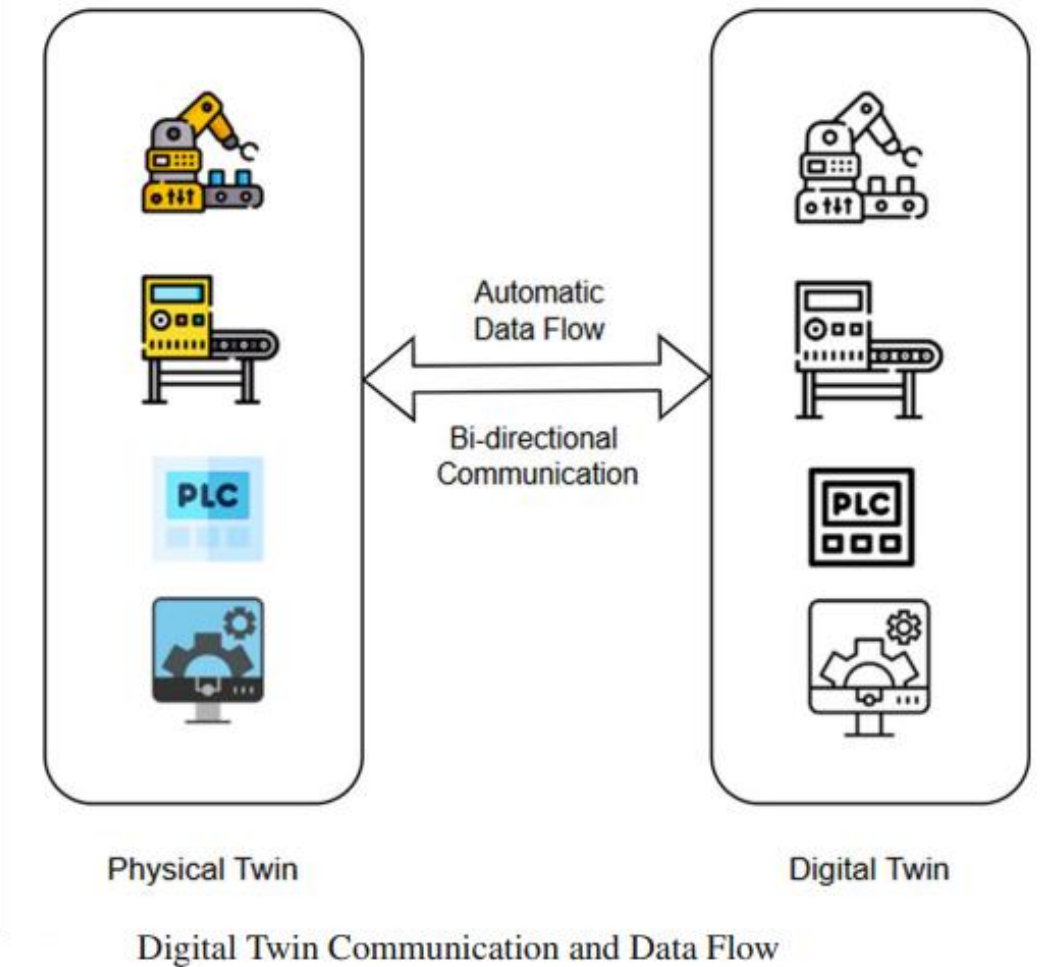 Automatic
Data Flow
Bi-directional
Communication
PLC
PLC
Physical Twin
Digital Twin
Digital Twin Communication and Data Flow